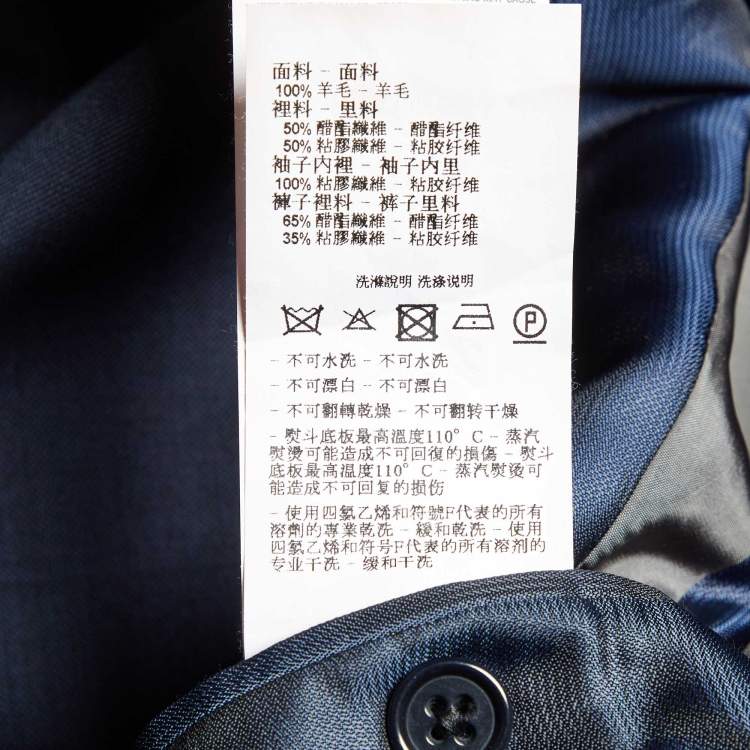 面料 - 面料
100% 羊毛 - 羊毛
裡料 - 里料
50% 醋酯纖維 - 醋酯纤维
50% 粘膠纖維 - 粘胶纤维
袖子内裡 - 袖子内里
100% 粘膠纖維 - 粘胶纤维
褲子裡料 - 裤子里料
65% 醋酯纖維 - 醋酯纤维
35% 粘膠纖維 - 粘胶纤维
洗滌說明 洗涤说明
P
- 不可水洗 - 不可水洗
- 不可漂白 - 不可漂白
- 不可翻轉乾燥 - 不可翻转干燥
- 熨斗底板最高溫度110° C - 蒸汽
熨燙可能造成不可回復的損傷 - 熨斗
底板最高温度110° C - 蒸汽熨烫可
能造成不可回复的损伤
- 使用四氯乙烯和符號F代表的所有
溶劑的專業乾洗 - 緩和乾洗 - 使用
四氯乙烯和符号F代表的所有溶剂的
专业干洗 - 缓和干洗